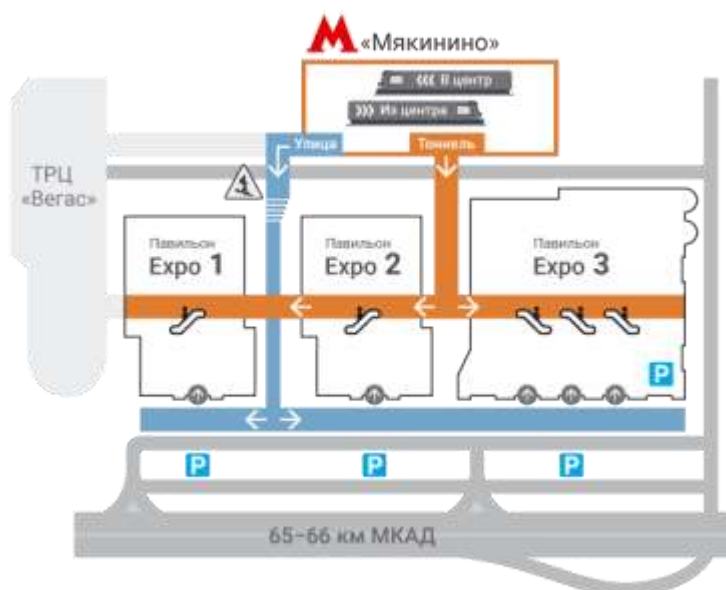 М «Мякинино»
В центр
Из центра
Улица
Тоннель
ТРЦ
«Вегас»
Павильон
Expo 1
Павильон
Expo 2
Павильон
Expo 3
P
P
P
P
65–66 км МКАД